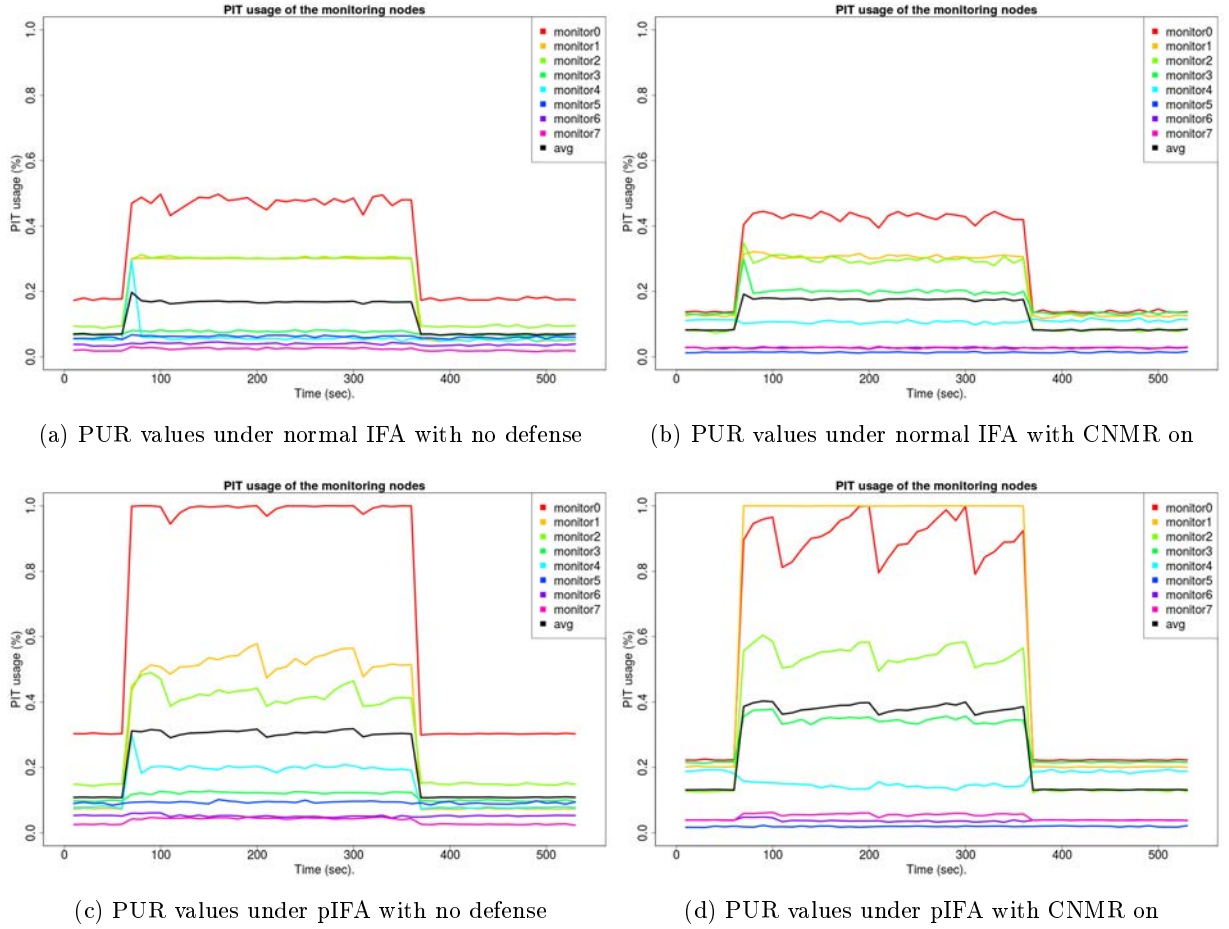 PIT usage of the monitoring nodes
1.0
0.8
0.6
0.4
0.2
0.0
PIT usage (%)
monitor0
monitor1
monitor2
monitor3
monitor4
monitor5
monitor6
monitor7
avg
0 100 200 300 400 500
Time (sec).
(a) PUR values under normal IFA with no defense
PIT usage of the monitoring nodes
1.0
0.8
0.6
0.4
0.2
0.0
PIT usage (%)
monitor0
monitor1
monitor2
monitor3
monitor4
monitor5
monitor6
monitor7
avg
0 100 200 300 400 500
Time (sec).
(b) PUR values under normal IFA with CNMR on
PIT usage of the monitoring nodes
1.0
0.8
0.6
0.4
0.2
0.0
PIT usage (%)
monitor0
monitor1
monitor2
monitor3
monitor4
monitor5
monitor6
monitor7
avg
0 100 200 300 400 500
Time (sec).
(c) PUR values under pIFA with no defense
PIT usage of the monitoring nodes
1.0
0.8
0.6
0.4
0.2
0.0
PIT usage (%)
monitor0
monitor1
monitor2
monitor3
monitor4
monitor5
monitor6
monitor7
avg
0 100 200 300 400 500
Time (sec).
(d) PUR values under pIFA with CNMR on